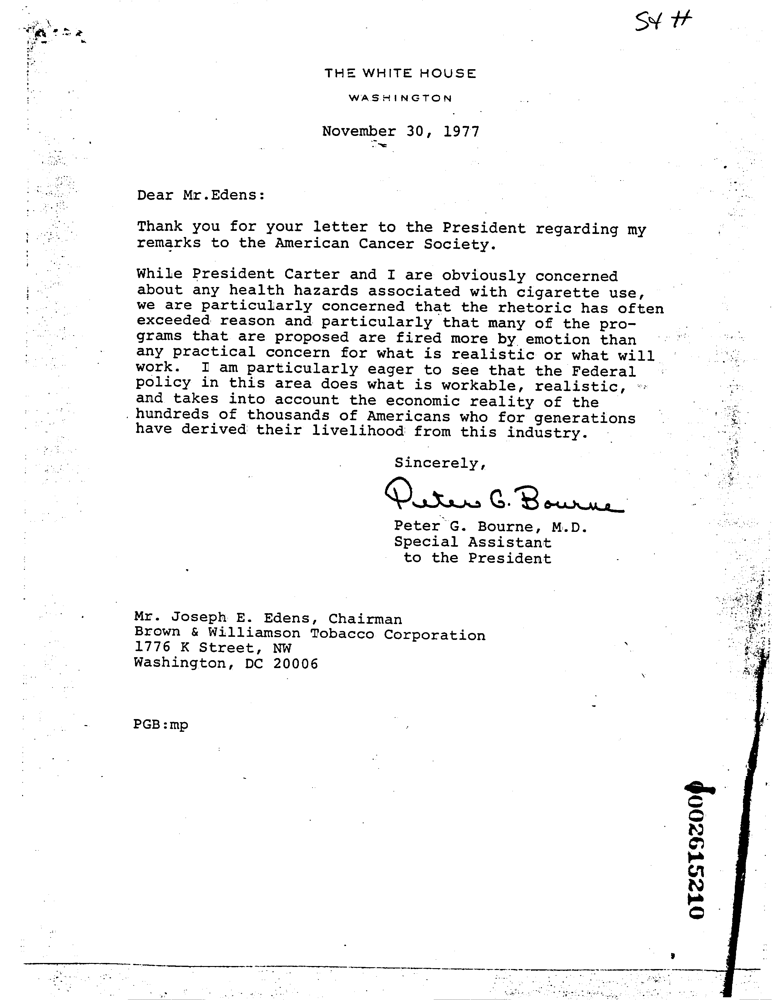 S4 H
THE WHITE HOUSE
WASHINGTON
November 30, 1977
Dear Mr.Edens:
Thank you for your letter to the President regarding my
remarks to the American Cancer Society.
While President Carter and I are obviously concerned
about any health hazards associated with cigarette use,
we are particularly concerned that the rhetoric has often
exceeded reason and particularly that many of the pro-
grams that are proposed are fired more by emotion than
any practical concern for what is realistic or what will
work. I am particularly eager to see that the Federal
policy in this area does what is workable, realistic,
and takes into account the economic reality of the
hundreds of thousands of Americans who for generations
have derived their livelihood from this industry.
Sincerely,
Peter G. Bourne
Peter G. Bourne, M.D.
Special Assistant
to the President
Mr. Joseph E. Edens, Chairman
Brown & Williamson Tobacco Corporation
1776 K Street, NW
Washington, DC 20006
PGB:mp
002615210